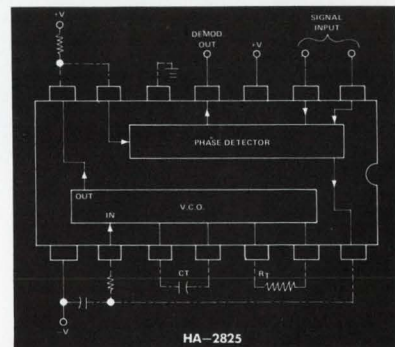 +V
DEMOD
OUT
+V
SIGNAL
INPUT
PHASE DETECTOR
OUT
V.C.O.
IN
CT
RT
-V
HA-2825